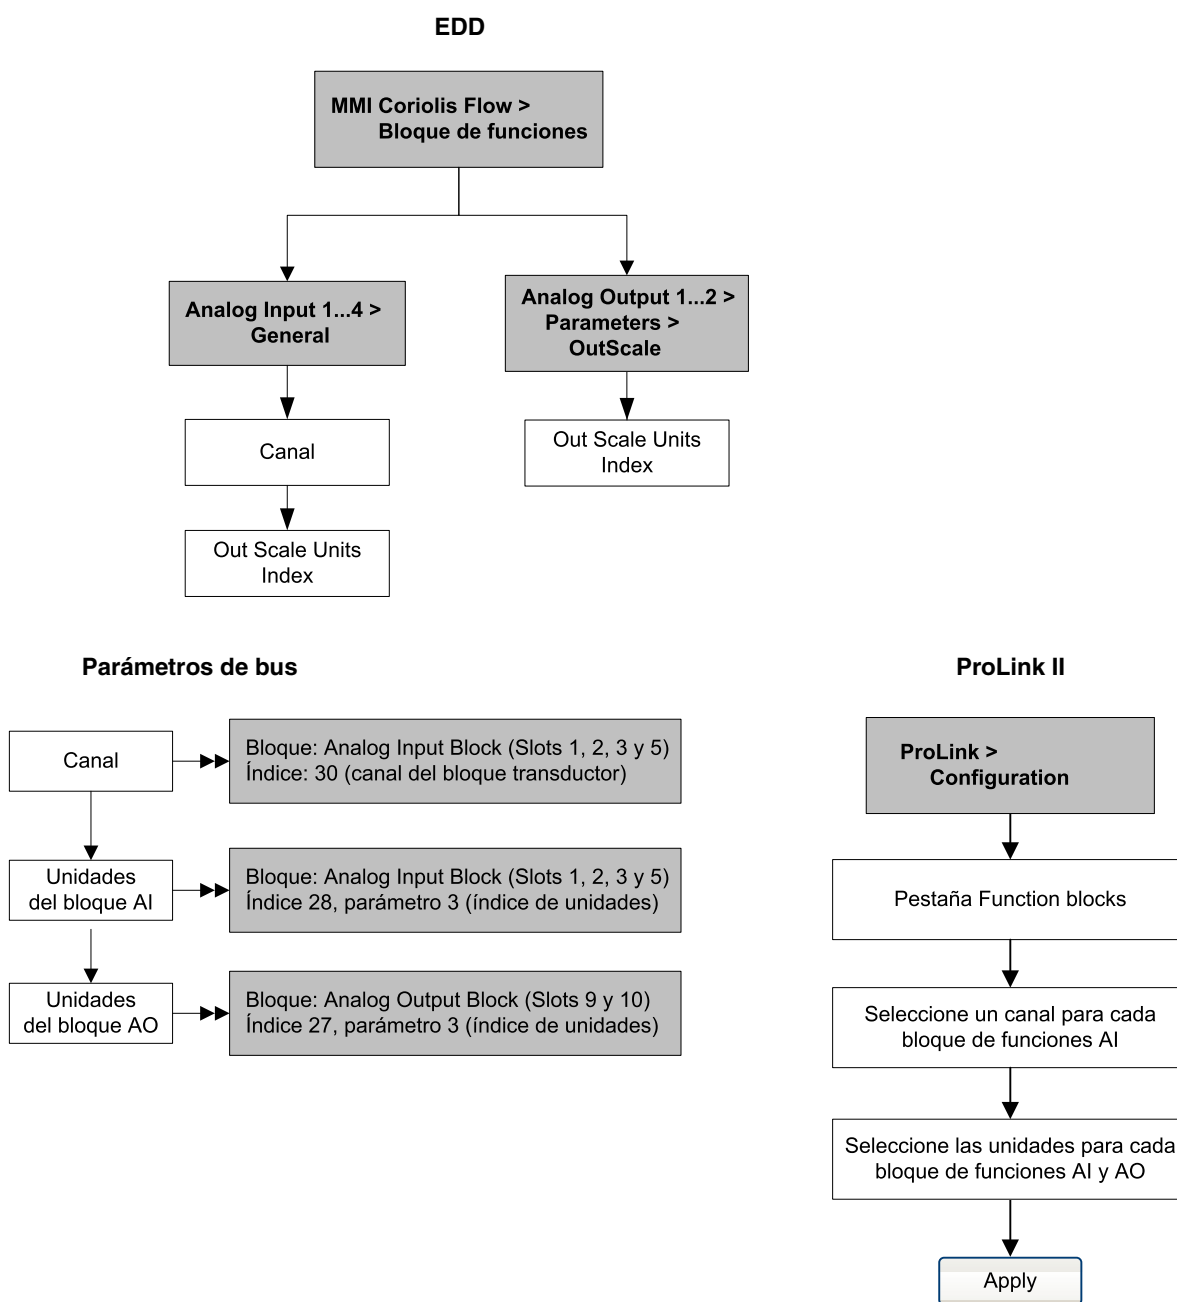 EDD
MMI Coriolis Flow >
Bloque de funciones
Analog Input 1...4 >
General
Analog Output 1...2 >
Parameters >
OutScale
Canal
Out Scale Units
Index
Out Scale Units
Index
Parámetros de bus
Canal
Bloque: Analog Input Block (Slots 1, 2, 3 y 5)
Índice: 30 (canal del bloque transductor)
Unidades
del bloque AI
Bloque: Analog Input Block (Slots 1, 2, 3 y 5)
Índice 28, parámetro 3 (índice de unidades)
Unidades
del bloque AO
Bloque: Analog Output Block (Slots 9 y 10)
Índice 27, parámetro 3 (índice de unidades)
ProLink II
ProLink >
Configuration
Pestaña Function blocks
Seleccione un canal para cada
bloque de funciones AI
Seleccione las unidades para cada
bloque de funciones AI y AO
Apply